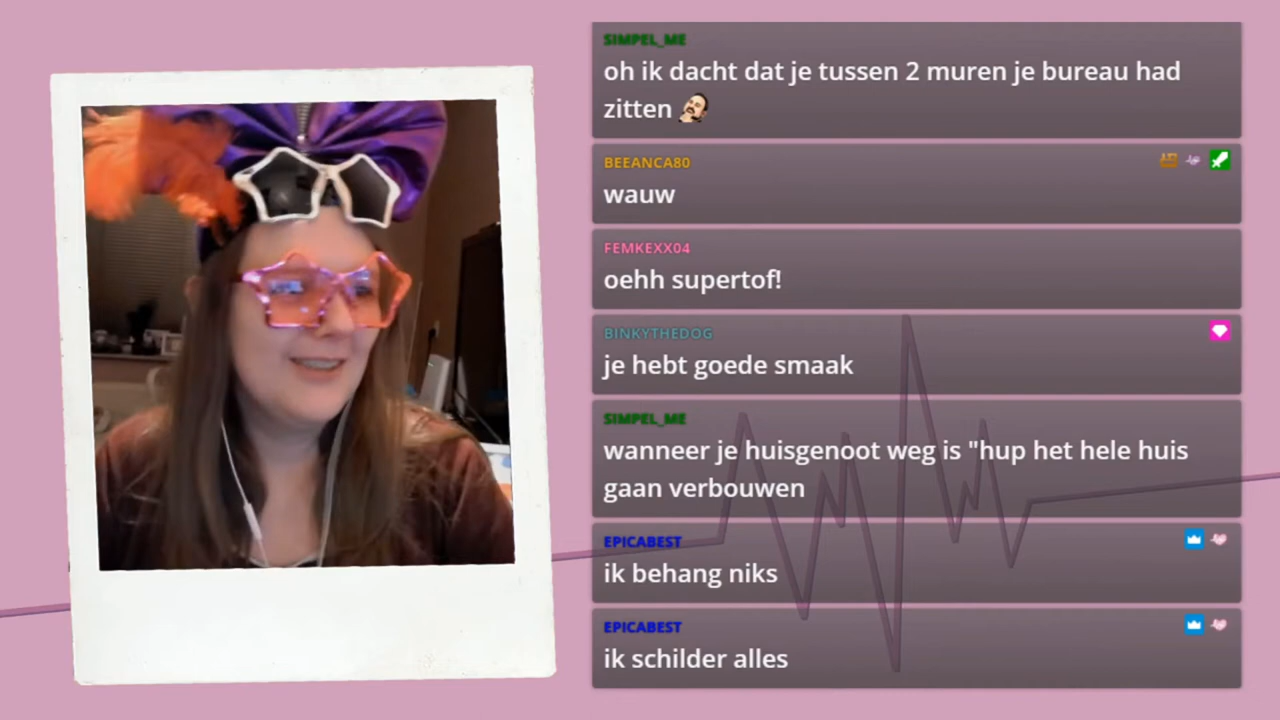 SIMPEL_ME
oh ik dacht dat je tussen 2 muren je bureau had
zitten
BEEANCA80
wauw
FEMKEXX04
oehh supertof!
BINKYTHEDOG
je hebt goede smaak
SIMPEL_ME
wanneer je huisgenoot weg is "hup het hele huis
gaan verbouwen
EPICABEST
ik behang niks
EPICABEST
ik schilder alles